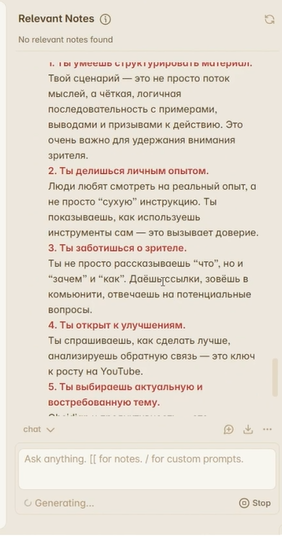 Relevant Notes
No relevant notes found
1. Ты умеешь структурировать материал.
Твой сценарий — это не просто поток
мыслей, а чёткая, логичная
последовательность с примерами,
выводами и призывами к действию. Это
очень важно для удержания внимания
зрителя.
2. Ты делишься личным опытом.
Люди любят смотреть на реальный опыт, а
не просто “сухую” инструкцию. Ты
показываешь, как используешь
инструменты сам — это вызывает доверие.
3. Ты заботишься о зрителе.
Ты не просто рассказываешь “что”, но и
“зачем” и “как”. Даёшь ссылки, зовёшь в
комьюнити, отвечаешь на потенциальные
вопросы.
4. Ты открыт к улучшениям.
Ты спрашиваешь, как сделать лучше,
анализируешь обратную связь — это ключ
к росту на YouTube.
5. Ты выбираешь актуальную и
востребованную тему.
chat
Ask anything. [[ for notes. / for custom prompts.
Generating...
Stop